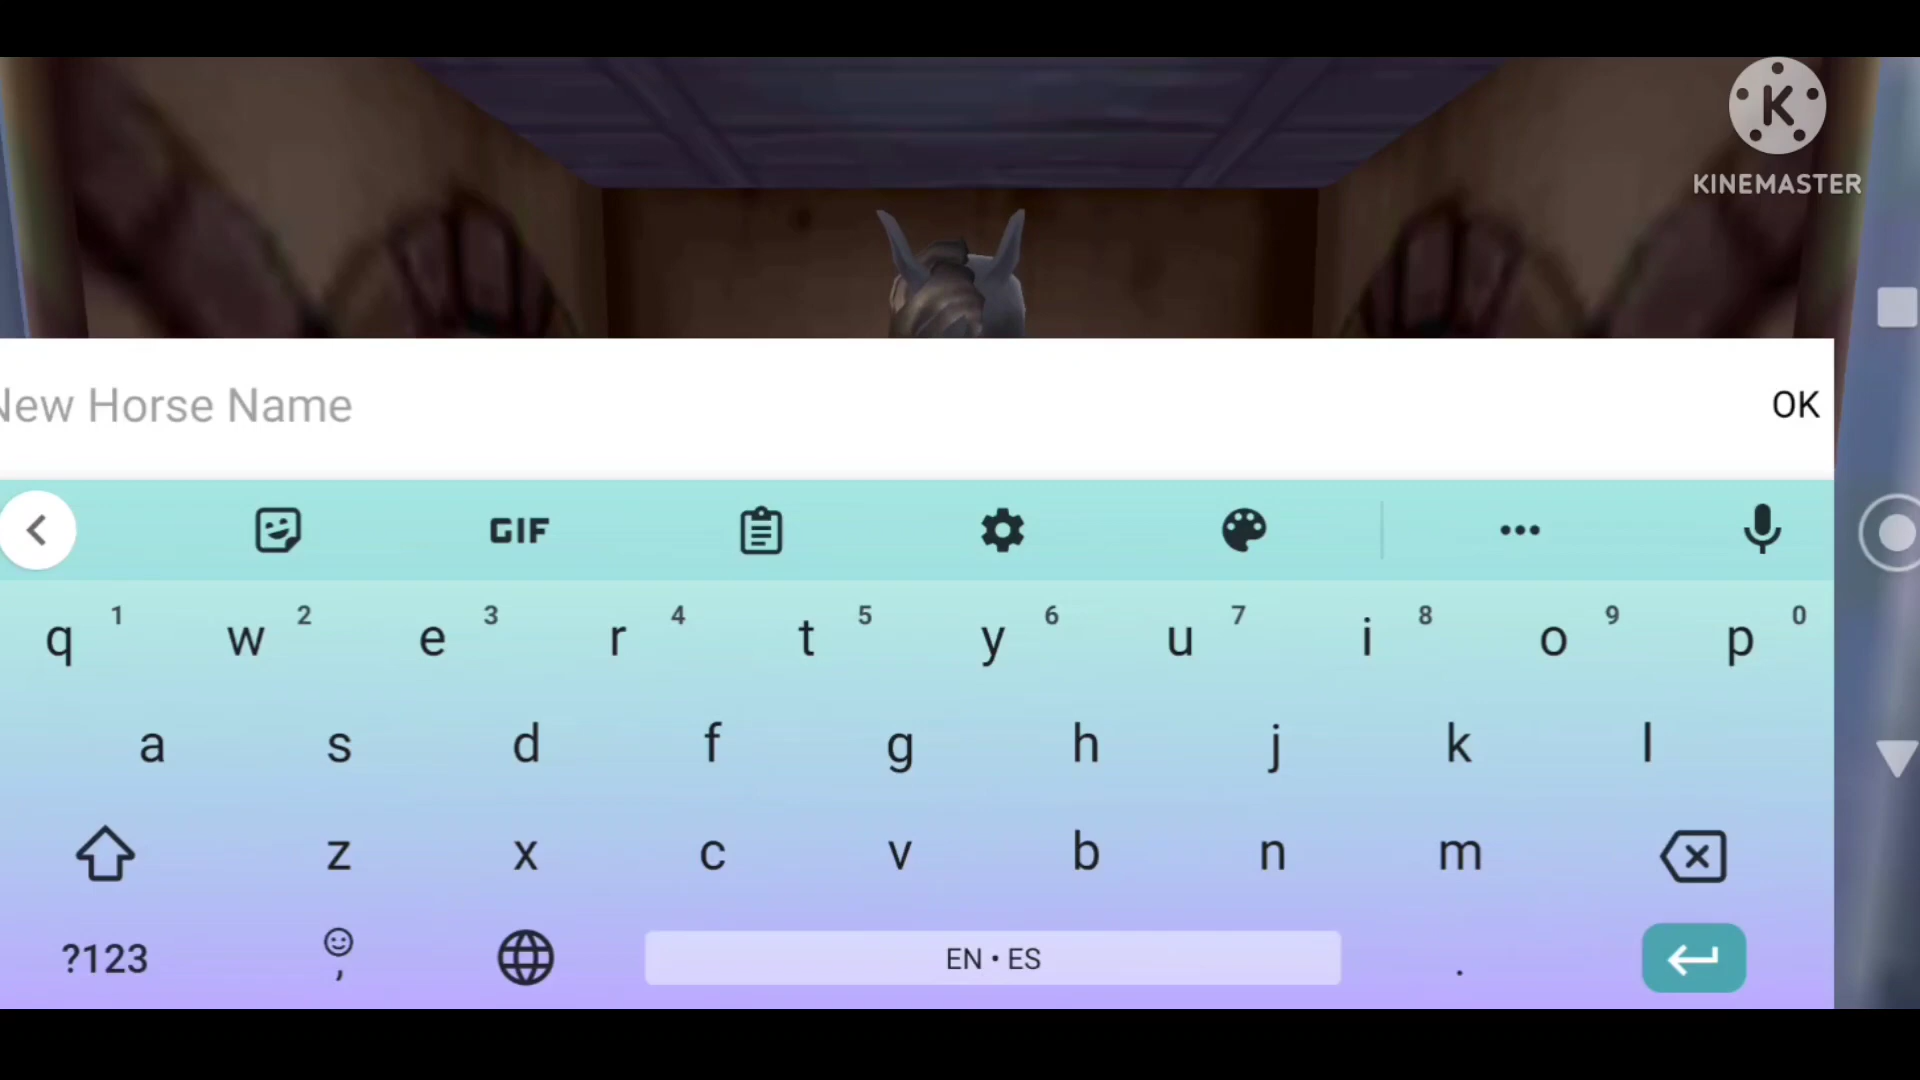 K
KINEMASTER
New Horse Name
OK
GIF
q 1 w 2 e 3 r 4 t 5 y 6 u 7 i 8 o 9 p 0
a s d f g h j k l
z x c v b n m
?123 , EN • ES .